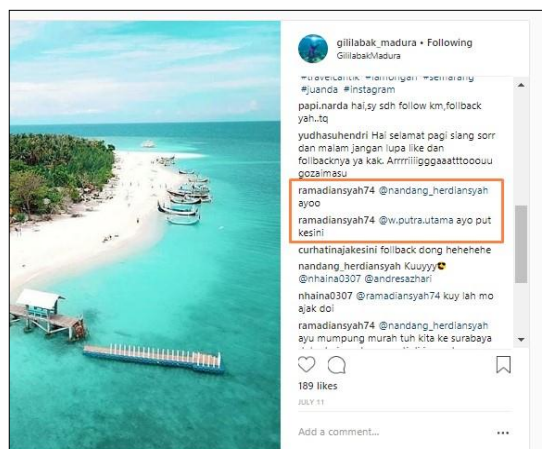 gililabak_madura • Following
GililabakMadura
#travelcantik #lamongan #semarang
#juanda #instagram
papi.narda hai,sy sdh follow km,follback
yah..tq
yudhasuhendri Hai selamat pagi siang sorr
dan malam jangan lupa like dan
follbacknya ya kak. Arrrriiiigggaaatttooouu
gozaimasu
ramadiansyah74 @nandang_herdiansyah
ayoo
ramadiansyah74 @w.putra.utama ayo put
kesini
curhatinajakesini follback dong hehehehe
nandang_herdiansyah Kuuyyy😍
@nhaina0307 @andresazhari
nhaina0307 @ramadiansyah74 kuy lah mo
ajak doi
ramadiansyah74 @nandang_herdiansyah
ayu mumpung murah tuh kita ke surabaya
189 likes
JULY 11
Add a comment...